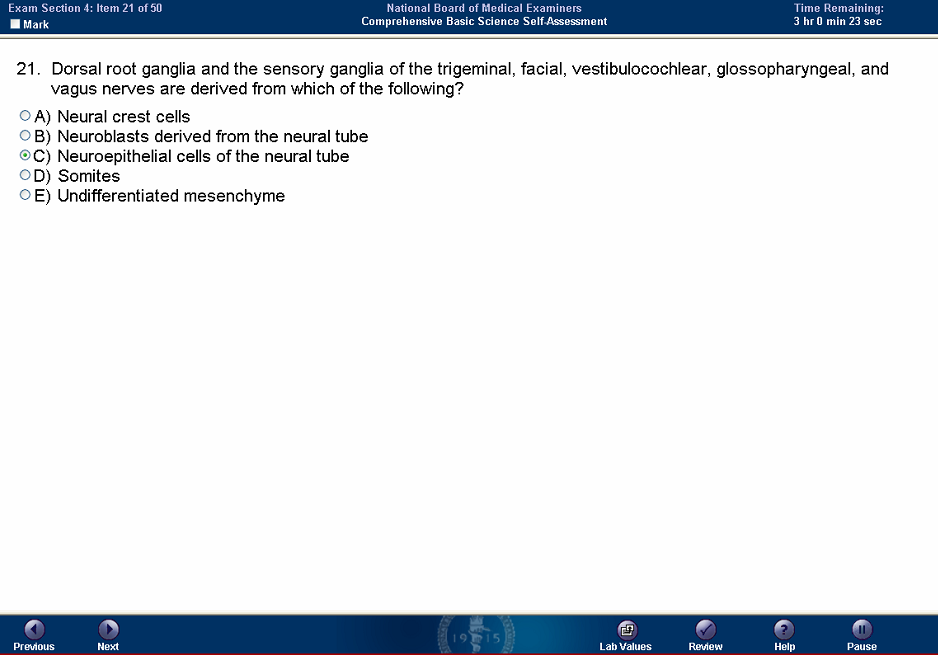 Exam Section 4: Item 21 of 50
National Board of Medical Examiners
Time Remaining:
Mark
Comprehensive Basic Science Self-Assessment
3 hr 0 min 23 sec
21. Dorsal root ganglia and the sensory ganglia of the trigeminal, facial, vestibulocochlear, glossopharyngeal, and
vagus nerves are derived from which of the following?
A) Neural crest cells
B) Neuroblasts derived from the neural tube
C) Neuroepithelial cells of the neural tube
D) Somites
E) Undifferentiated mesenchyme
19 15
Previous
Next
Lab Values
Review
Help
Pause